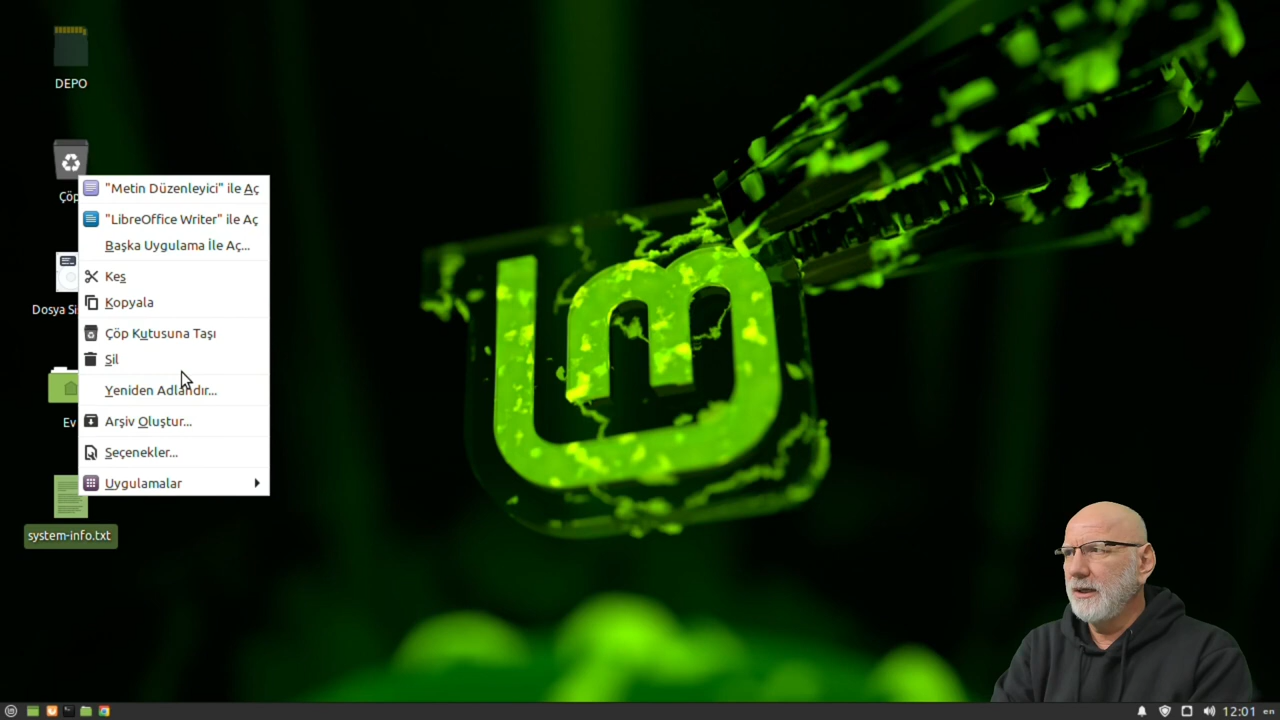 DEPO
Çöp
"Metin Düzenleyici" ile Aç
"LibreOffice Writer" ile Aç
Başka Uygulama İle Aç...
Kes
Kopyala
Çöp Kutusuna Taşı
Sil
Yeniden Adlandır...
Arşiv Oluştur...
Seçenekler...
Uygulamalar
Dosya Si
Ev
system-info.txt
12:01 en